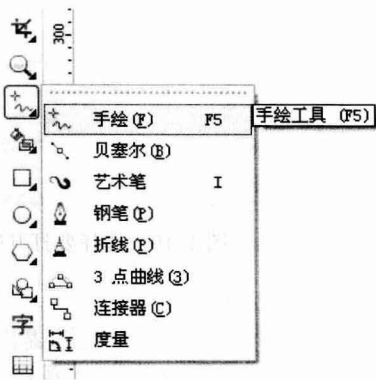 300
手绘(F) F5
手绘工具 (F5)
贝塞尔(B)
艺术笔 I
钢笔(P)
折线(P)
3 点曲线(3)
连接器(C)
度量
字